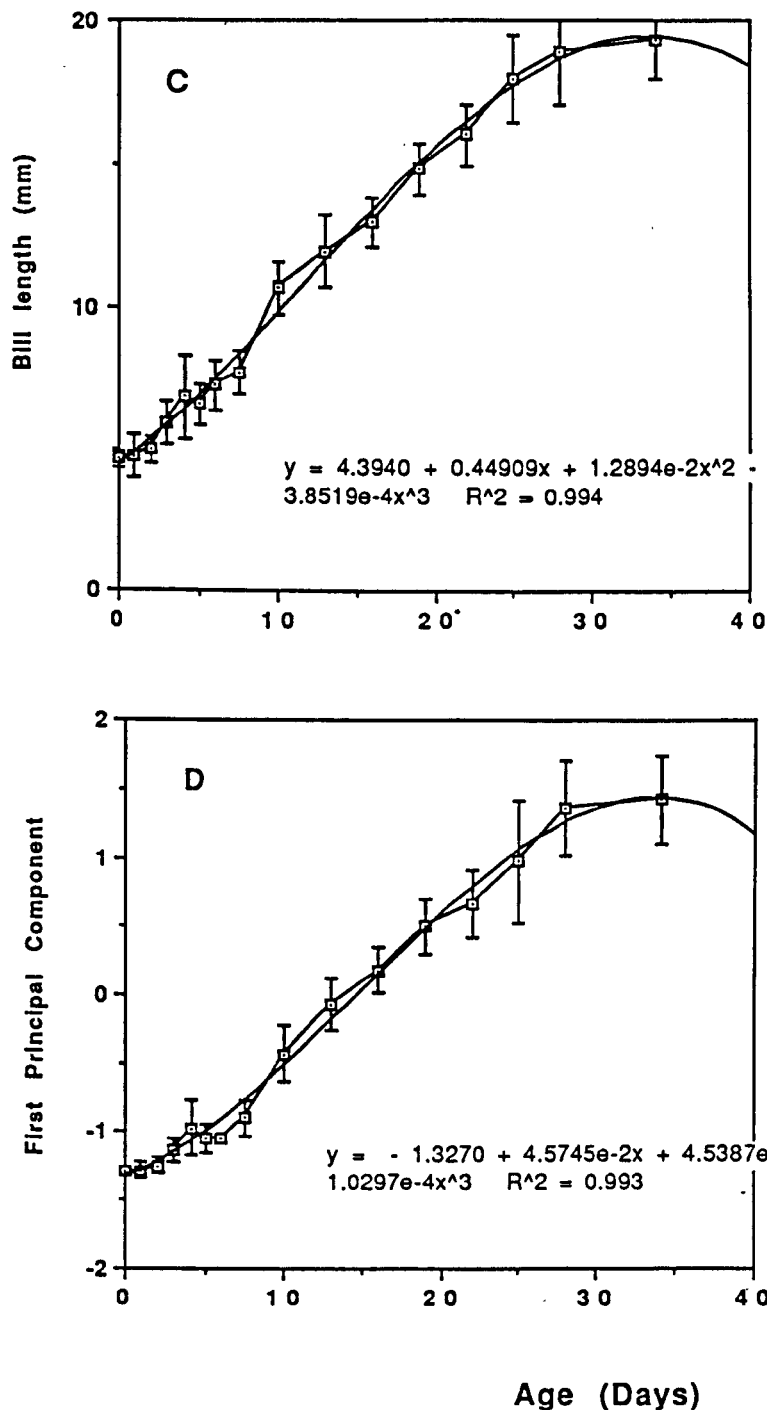 20
C
Bill length (mm)
10
y = 4.3940 + 0.44909x + 1.2894e-2x^2 -
3.8519e-4x^3 R^2 = 0.994
0
0 10 20 30 40
2
D
1
First Principal Component
0
-1
y = - 1.3270 + 4.5745e-2x + 4.5387e
1.0297e-4x^3 R^2 = 0.993
-2
0 10 20 30 40
Age (Days)